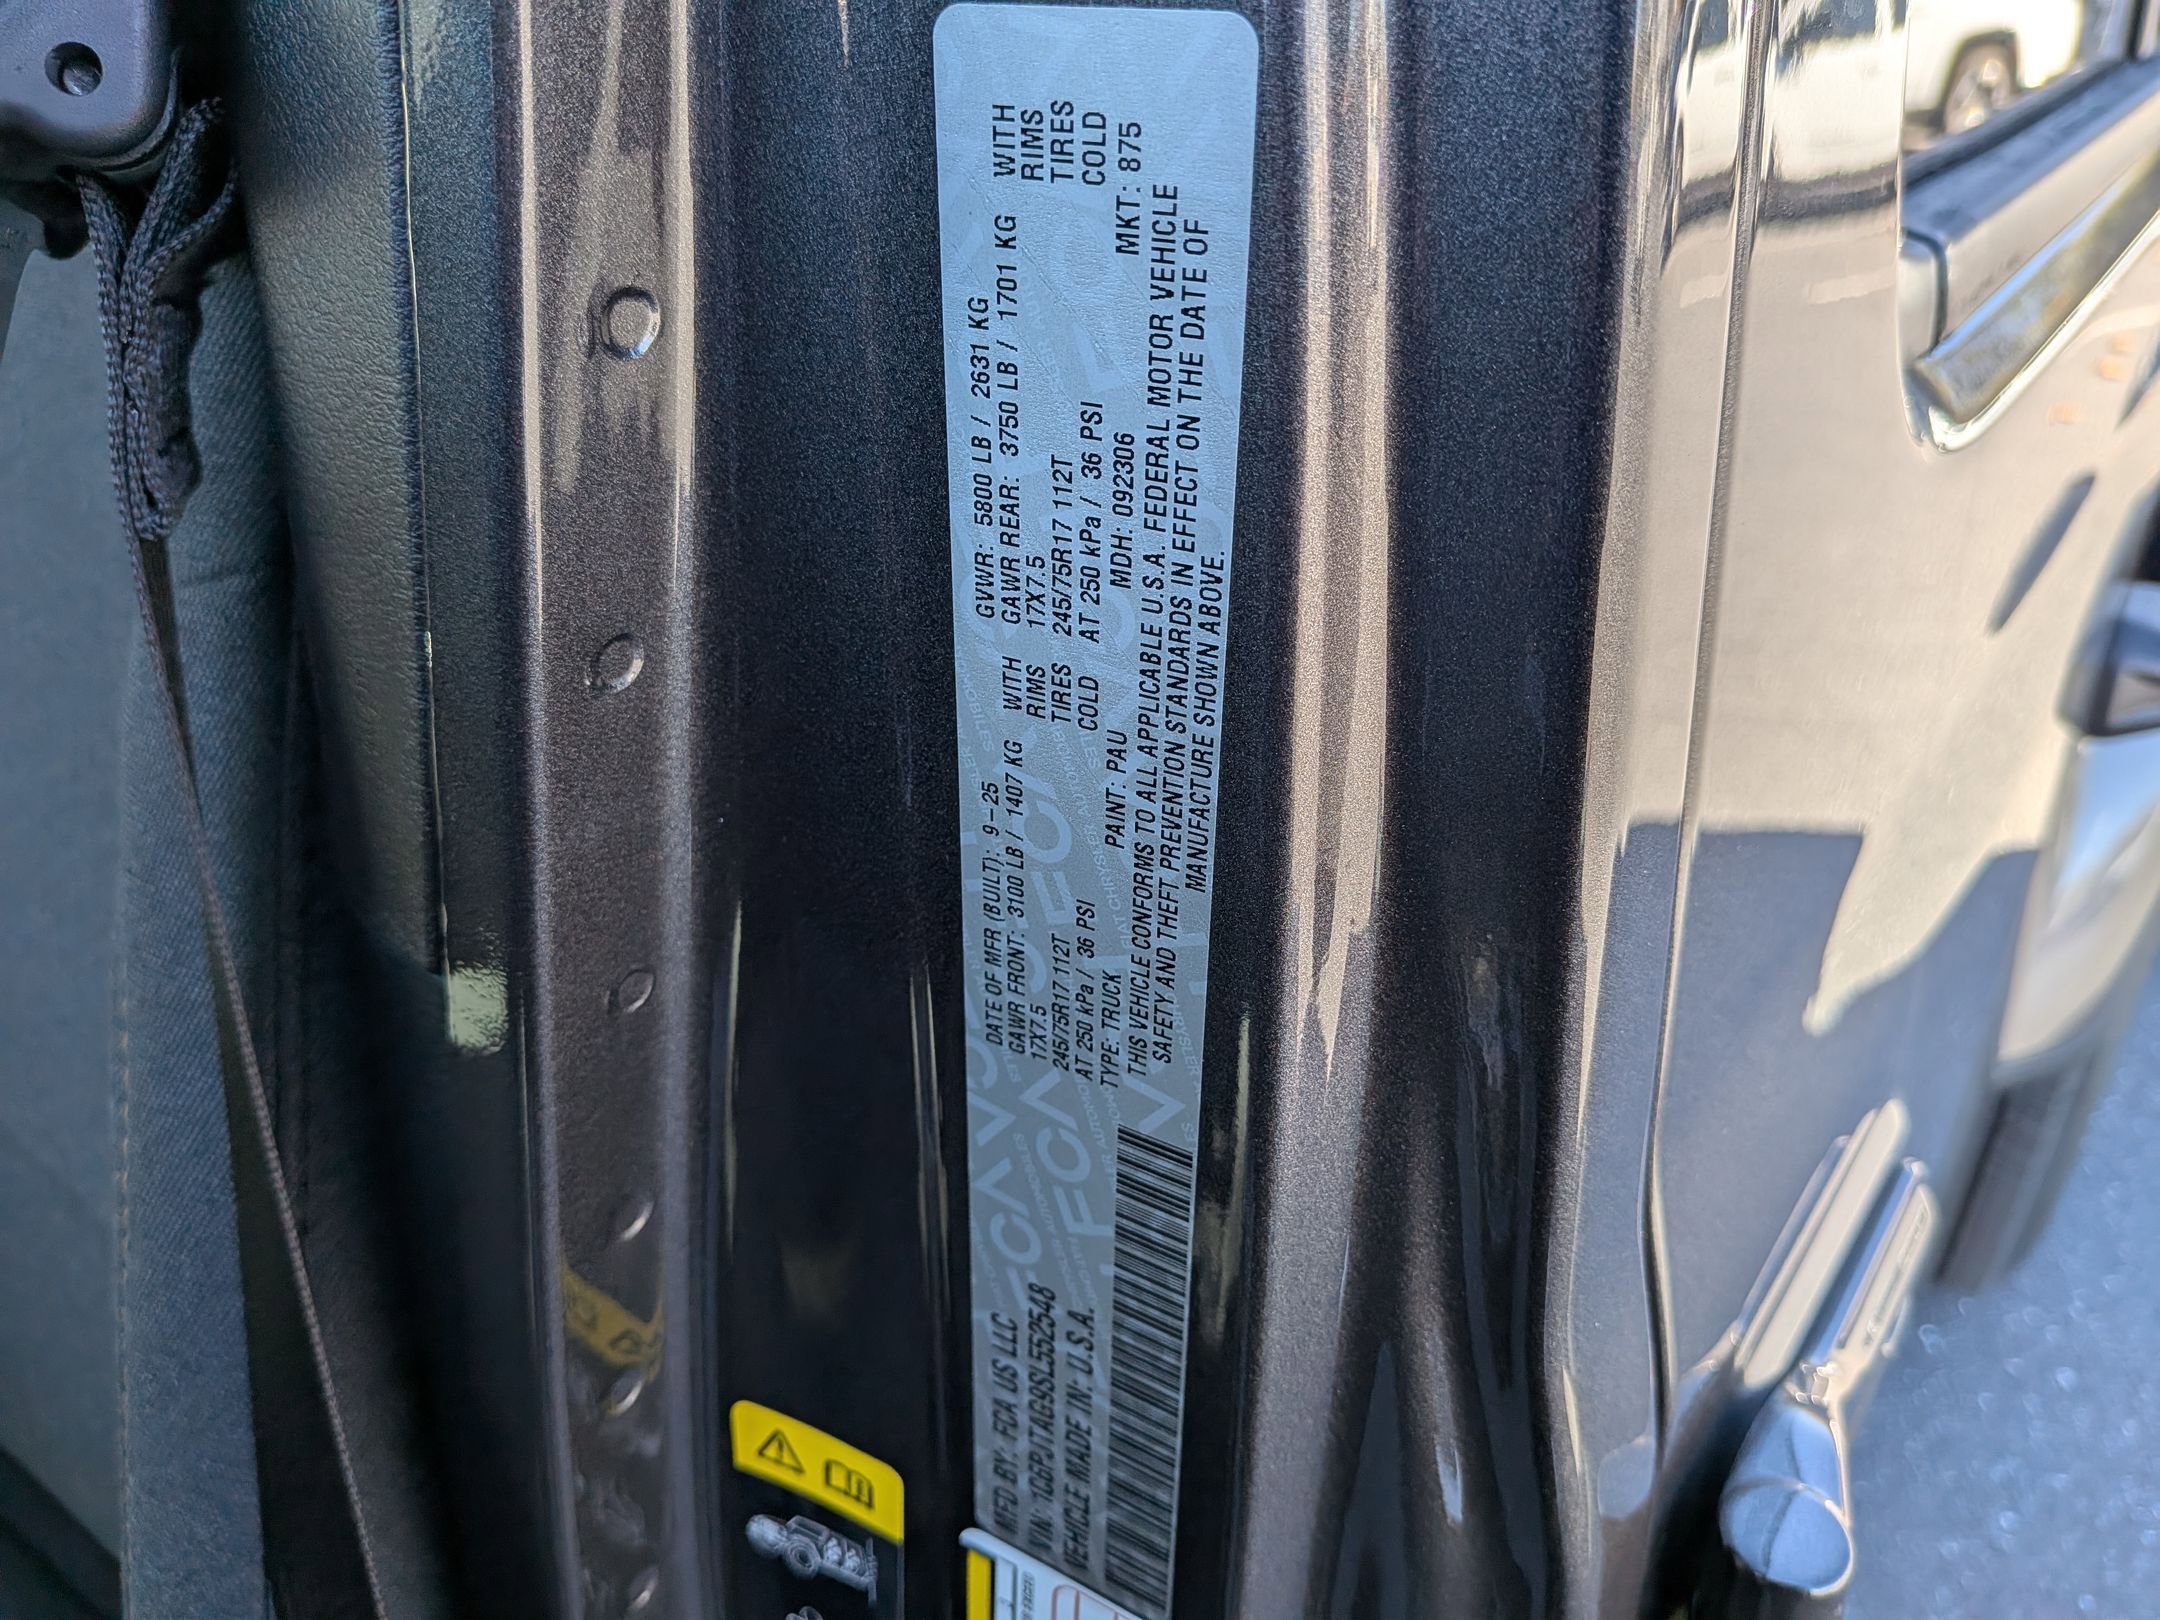 MFD BY: FCA US LLC
DATE OF MFR (BUILT): 9-25
GVWR: 5800 LB / 2631 KG
GAWR FRONT: 3100 LB / 1407 KG WITH
17X7.5 RIMS
245/75R17 112T TIRES
AT 250 kPa / 36 PSI COLD
GAWR REAR: 3750 LB / 1701 KG WITH
17X7.5 RIMS
245/75R17 112T TIRES
AT 250 kPa / 36 PSI COLD
VIN: 1C6PJTAG9SL552548
TYPE: TRUCK PAINT: PAU MDH: 092306 MKT: 875
VEHICLE MADE IN: U.S.A.
THIS VEHICLE CONFORMS TO ALL APPLICABLE U.S.A. FEDERAL MOTOR VEHICLE
SAFETY AND THEFT PREVENTION STANDARDS IN EFFECT ON THE DATE OF
MANUFACTURE SHOWN ABOVE.